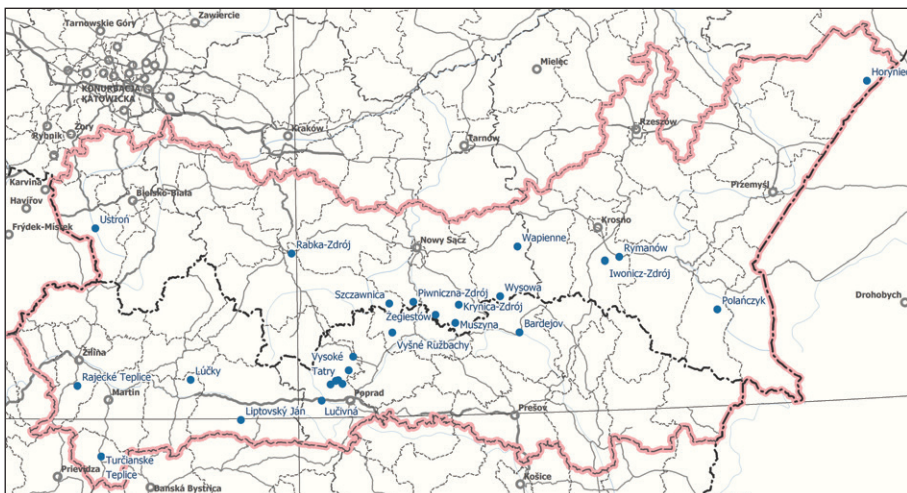 Zawiercie
Tarnowskie Góry
Mielec
KONURBACJA
KATOWICKA
Horyniec
Kraków
Rzeszów
Rybnik
Żory
Tarnów
Karvina
Bielsko-Biała
Przemyśl
Havířov
Ustroń
Krosno
Frýdek-Místek
Nowy Sącz
Wapienne
Rymanów
Rabka-Zdrój
Iwonicz-Zdrój
Szczawnica
Piwniczna-Zdrój
Wysowa
Drohobych
Krynica-Zdrój
Polańczyk
Żegiestów
Muszyna
Bardejov
Vyšné Ružbachy
Žilina
Vysoké
Tatry
Rajecké Teplice
Lúčky
Martin
Poprad
Lučivná
Liptovský Ján
Prešov
Turčianské
Teplice
Prievidza
Banská Bystrica
Košice